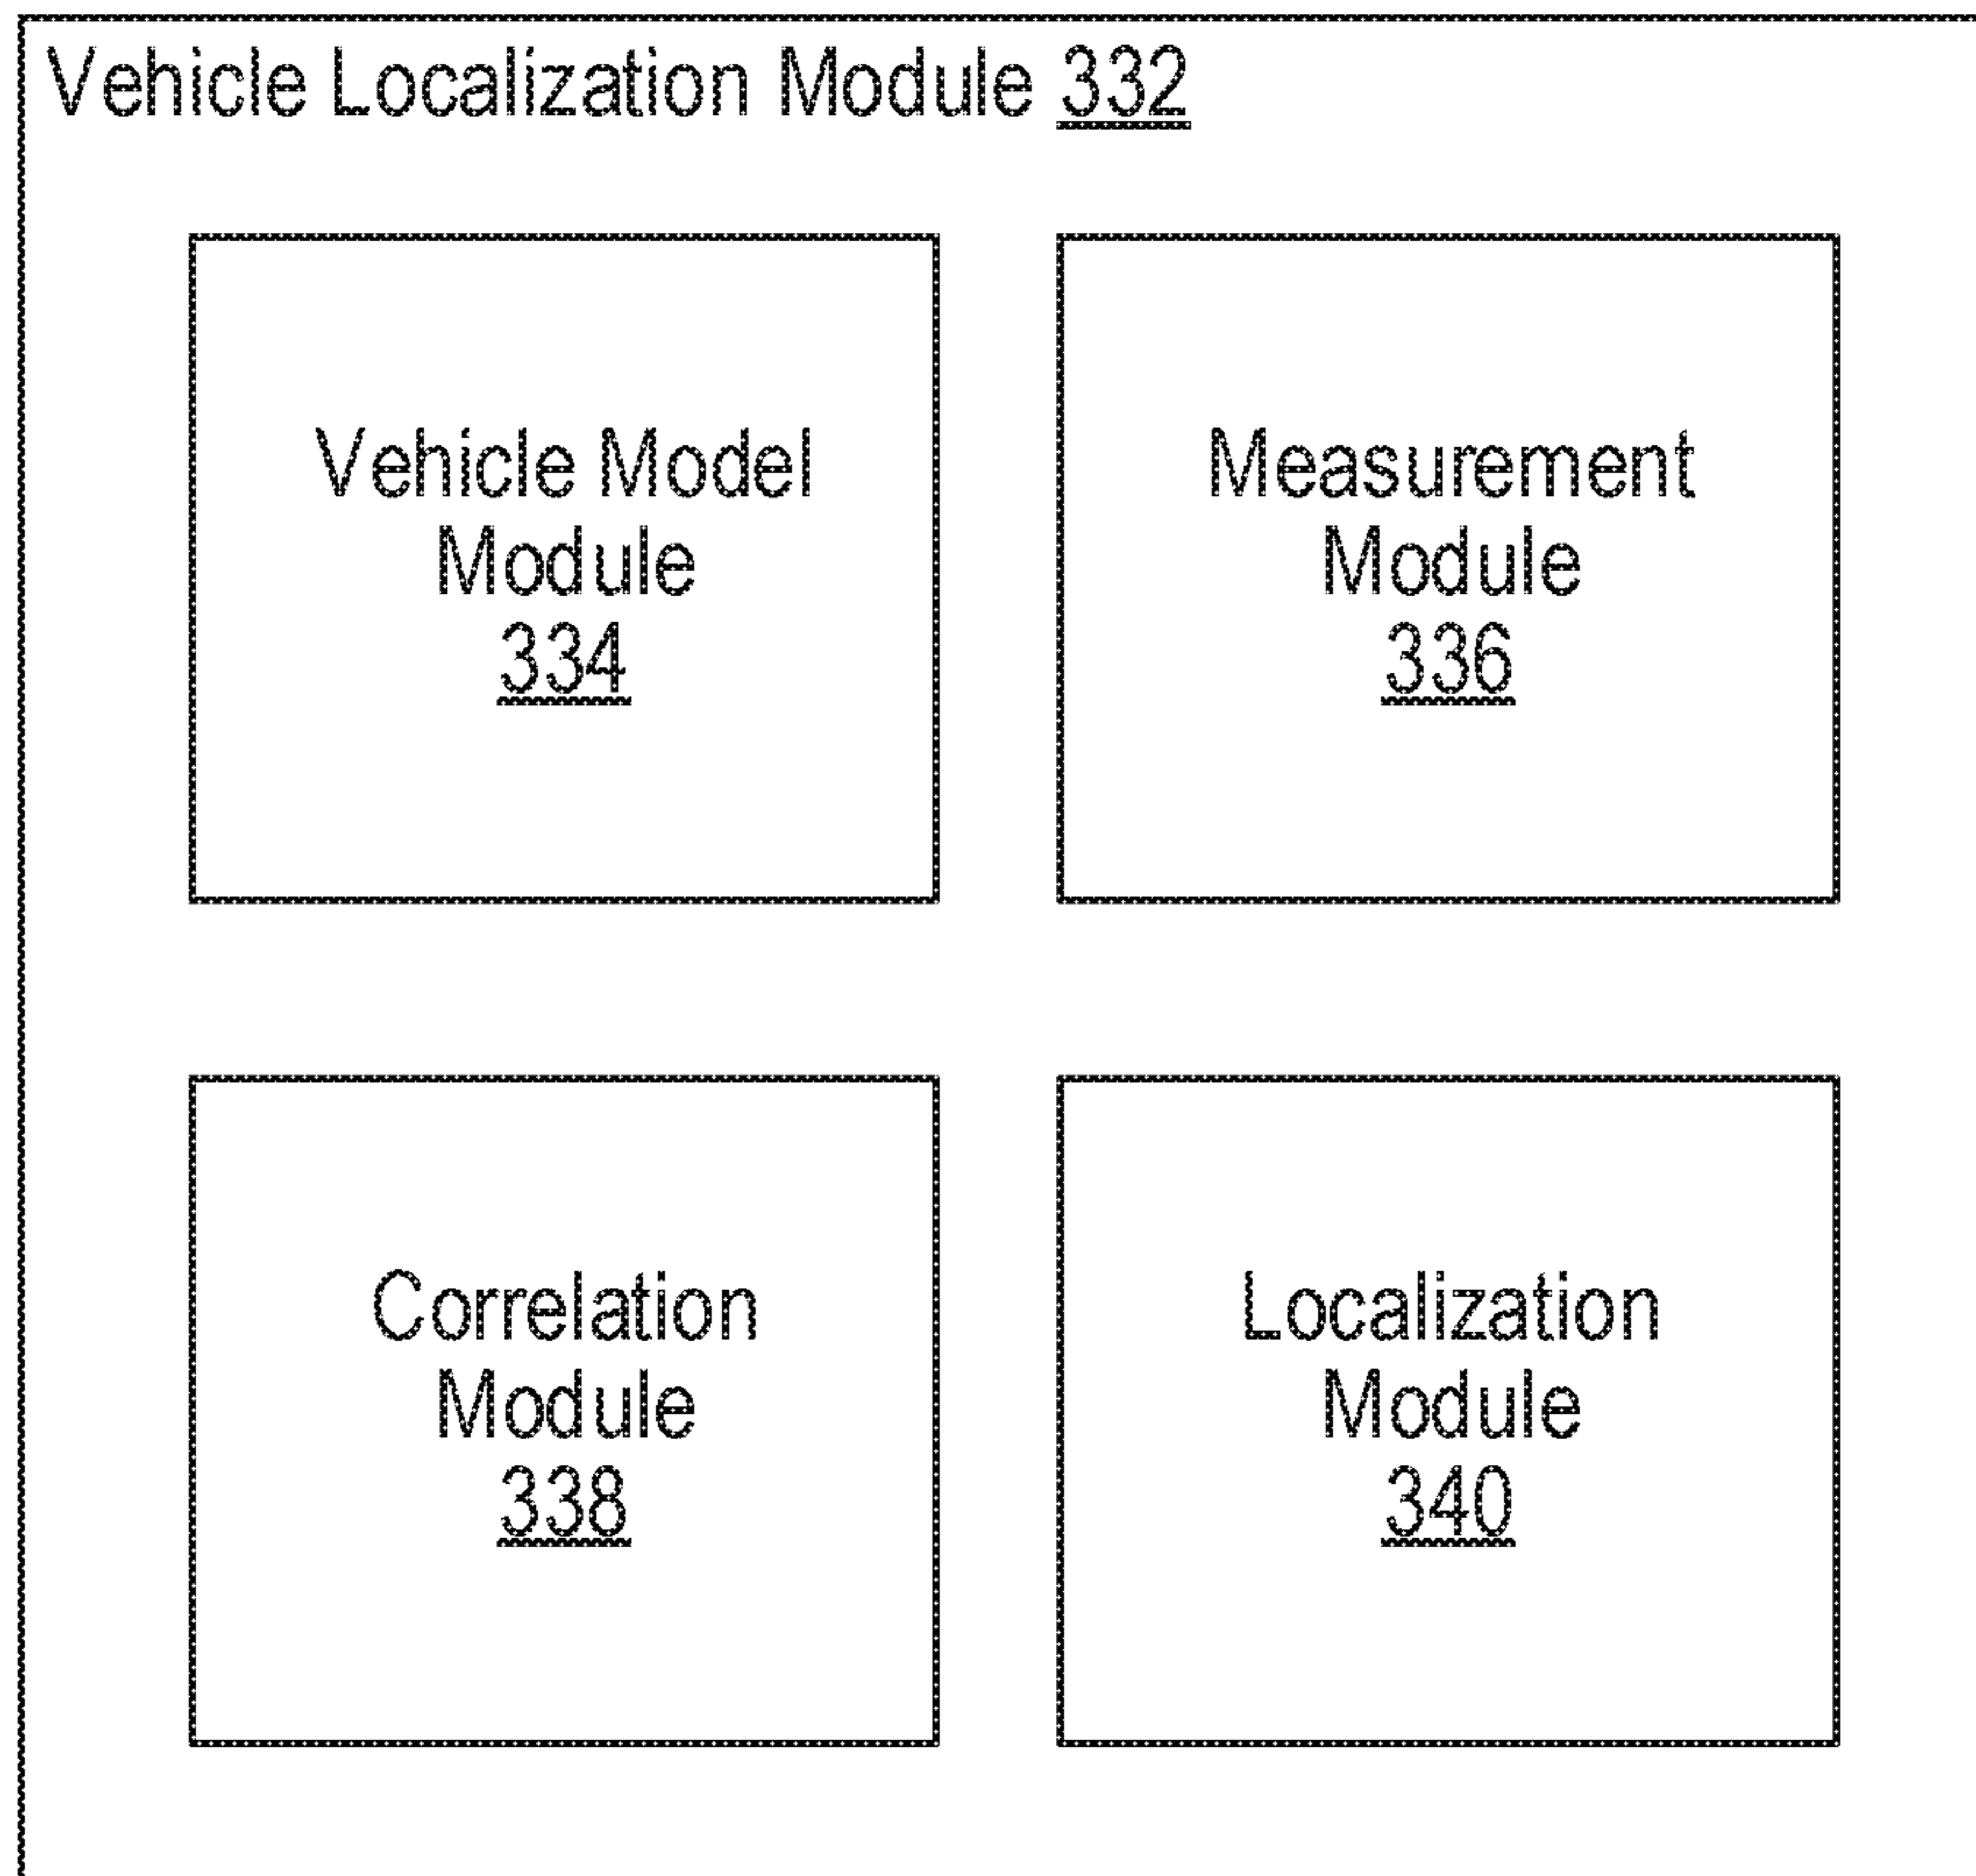 Vehicle Localization Module 332
Vehicle Model
Module
334
Measurement
Module
336
Correlation
Module
338
Localization
Module
340